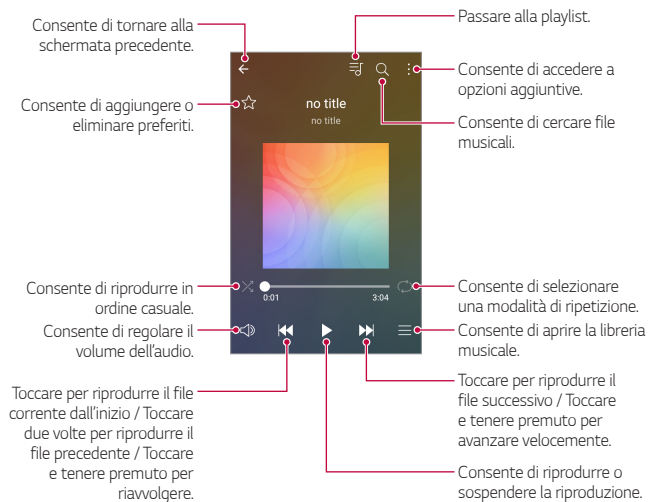 Consente di tornare alla
schermata precedente.
Consente di aggiungere o
eliminare preferiti.
Consente di riprodurre in
ordine casuale.
Consente di regolare il
volume dell'audio.
Toccare per riprodurre il file
corrente dall'inizio / Toccare
due volte per riprodurre il
file precedente / Toccare
e tenere premuto per
riavvolgere.
no title
no title
0:01
3:04
Passare alla playlist.
Consente di accedere a
opzioni aggiuntive.
Consente di cercare file
musicali.
Consente di selezionare
una modalità di ripetizione.
Consente di aprire la libreria
musicale.
Toccare per riprodurre il
file successivo / Toccare
e tenere premuto per
avanzare velocemente.
Consente di riprodurre o
sospendere la riproduzione.